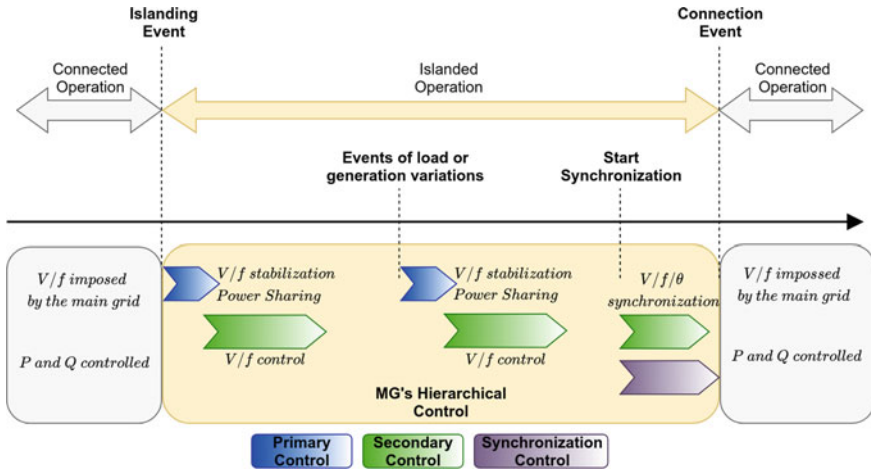 Islanding
Event
Connection
Event
Connected
Operation
Islanded
Operation
Connected
Operation
Events of load or
generation variations
Start
Synchronization
V/f imposed
by the main grid
P and Q controlled
V/f stabilization
Power Sharing
V/f control
V/f stabilization
Power Sharing
V/f control
V/f/θ
synchronization
V/f impossed
by the main grid
P and Q controlled
MG's Hierarchical
Control
Primary
Control
Secondary
Control
Synchronization
Control